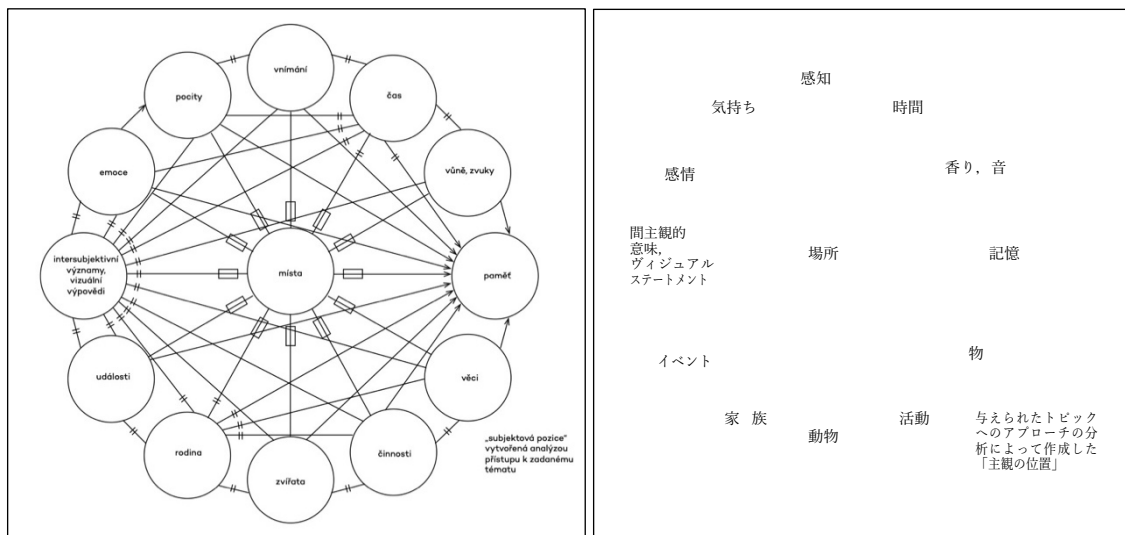 vnímání
pocity
čas
emoce
vůně, zvuky
intersubjektivní
významy,
vizuální
výpovědi
místa
paměť
události
věci
rodina
činnosti
zvířata
„subjektová pozice"
vytvořená analýzou
přístupu k zadanému
tématu
感知
気持ち
時間
感情
香り，音
間主観的
意味，
ヴィジュアル
ステートメント
場所
記憶
イベント
物
家 族
活動
動物
与えられたトピック
へのアプローチの分
析によって作成した
「主観の位置」